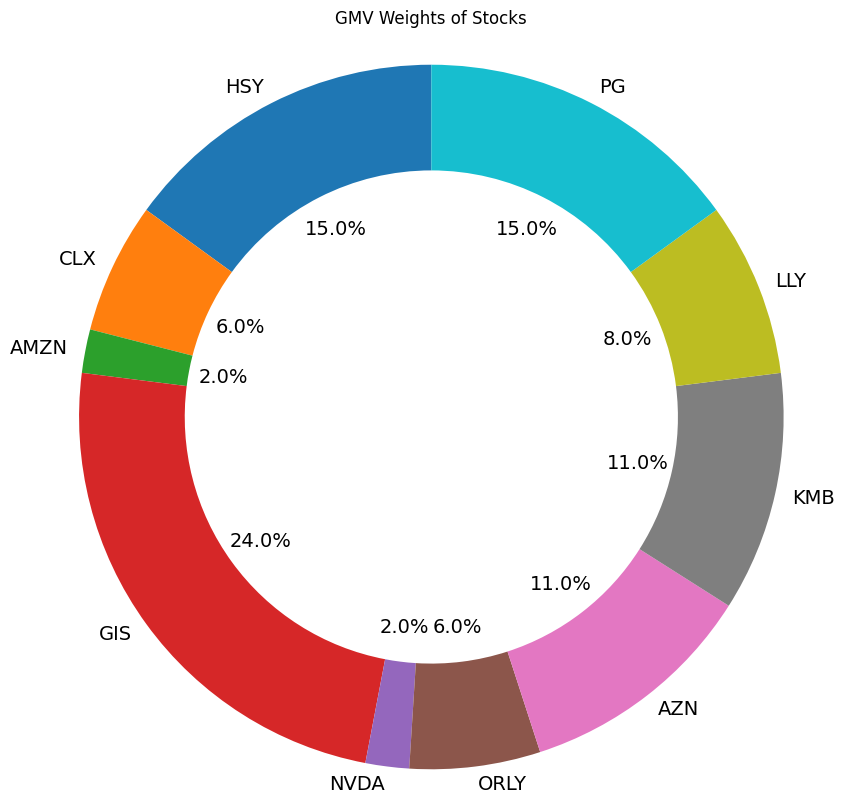 GMV Weights of Stocks
HSY
PG
15.0%
15.0%
CLX
LLY
6.0%
8.0%
AMZN
2.0%
11.0%
KMB
24.0%
11.0%
GIS
2.0%
6.0%
AZN
NVDA
ORLY